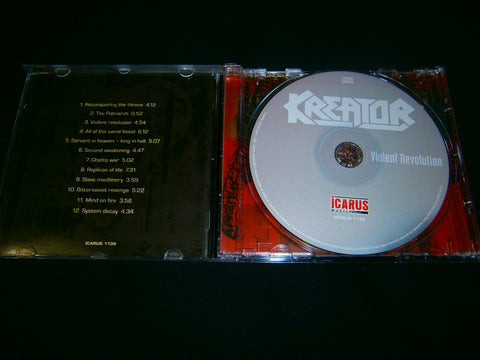 1. Reconquering the throne 4.12
2. The Patriarch 0.52
3. Violent revolution 4.54
4. All of the same blood 6.12
5. Servant in heaven - king in hell 5.07
6. Second awakening 4.47
7. Ghetto war 5.02
8. Replicas of life 7.31
9. Slave machinery 3.55
10. Bittersweet revenge 5.22
11. Mind on fire 3.56
12. System decay 4.34
ICARUS 1139
KREATOR
Violent Revolution
iCARUS
MUSIC
ICARUS 1139